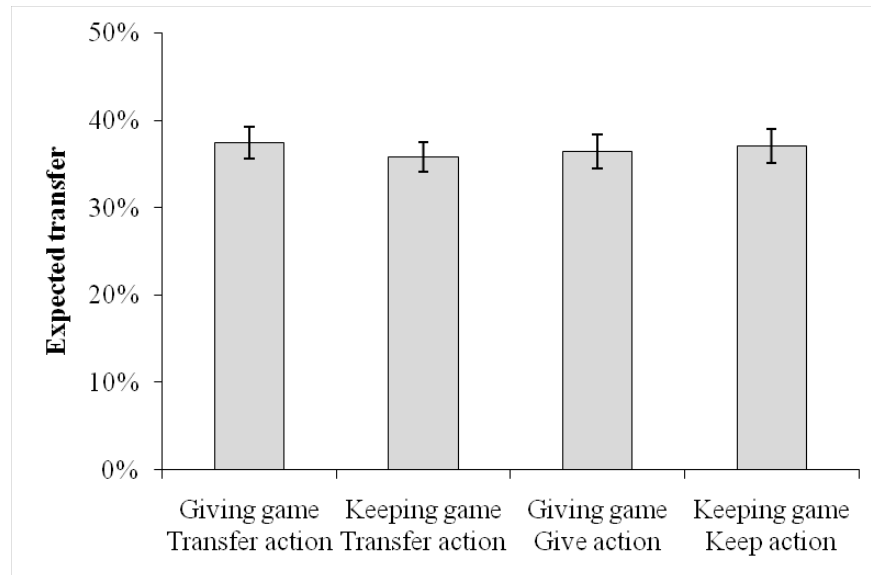 50%
40%
30%
20%
10%
0%
Expected transfer
Giving game
Transfer action
Keeping game
Transfer action
Giving game
Give action
Keeping game
Keep action